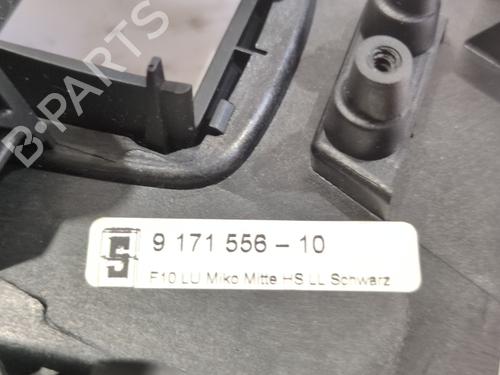 B-PARTS
9 171 556 - 10
F10 LU Miko Mitte HS LL Schwarz